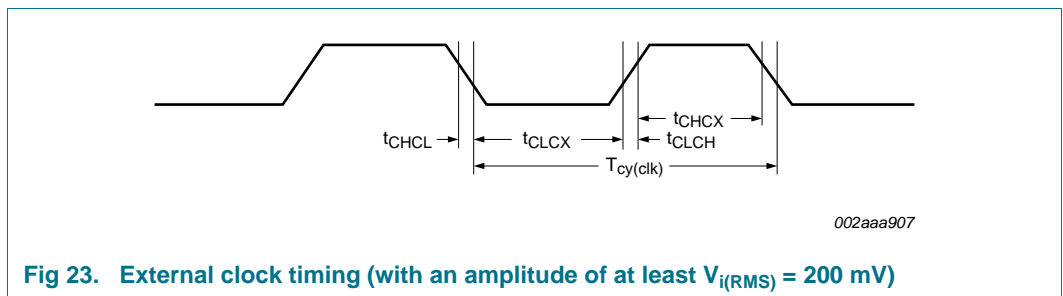 tCHCX
tCHCL tCLCX tCLCH
Tcy(clk)
002aaa907
Fig 23. External clock timing (with an amplitude of at least Vi(RMS) = 200 mV)